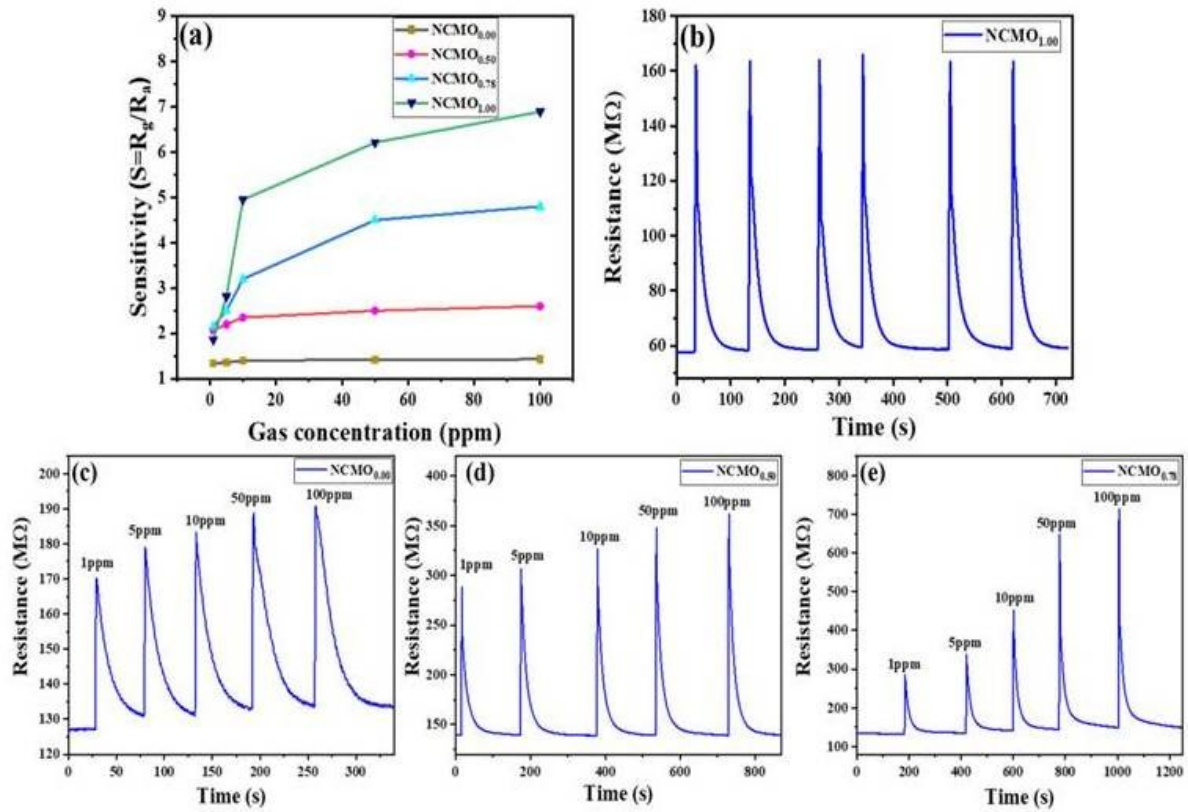 (a)
NCMO0.00
NCMO0.50
NCMO0.78
NCMO1.00
Sensitivity (S=Rg/Ra)
9
8
7
6
5
4
3
2
1
0 20 40 60 80 100
Gas concentration (ppm)
(b)
NCMO1.00
Resistance (MΩ)
180
160
140
120
100
80
60
0 100 200 300 400 500 600 700
Time (s)
(c)
NCMO0.00
Resistance (MΩ)
205
200
190
180
170
160
150
140
130
120
1ppm
5ppm
10ppm
50ppm
100ppm
0 50 100 150 200 250 300
Time (s)
(d)
NCMO0.50
Resistance (MΩ)
400
350
300
250
200
150
1ppm
5ppm
10ppm
50ppm
100ppm
0 200 400 600 800
Time (s)
(e)
NCMO0.78
Resistance (MΩ)
800
700
600
500
400
300
200
100
1ppm
5ppm
10ppm
50ppm
100ppm
0 200 400 600 800 1000 1200
Time (s)